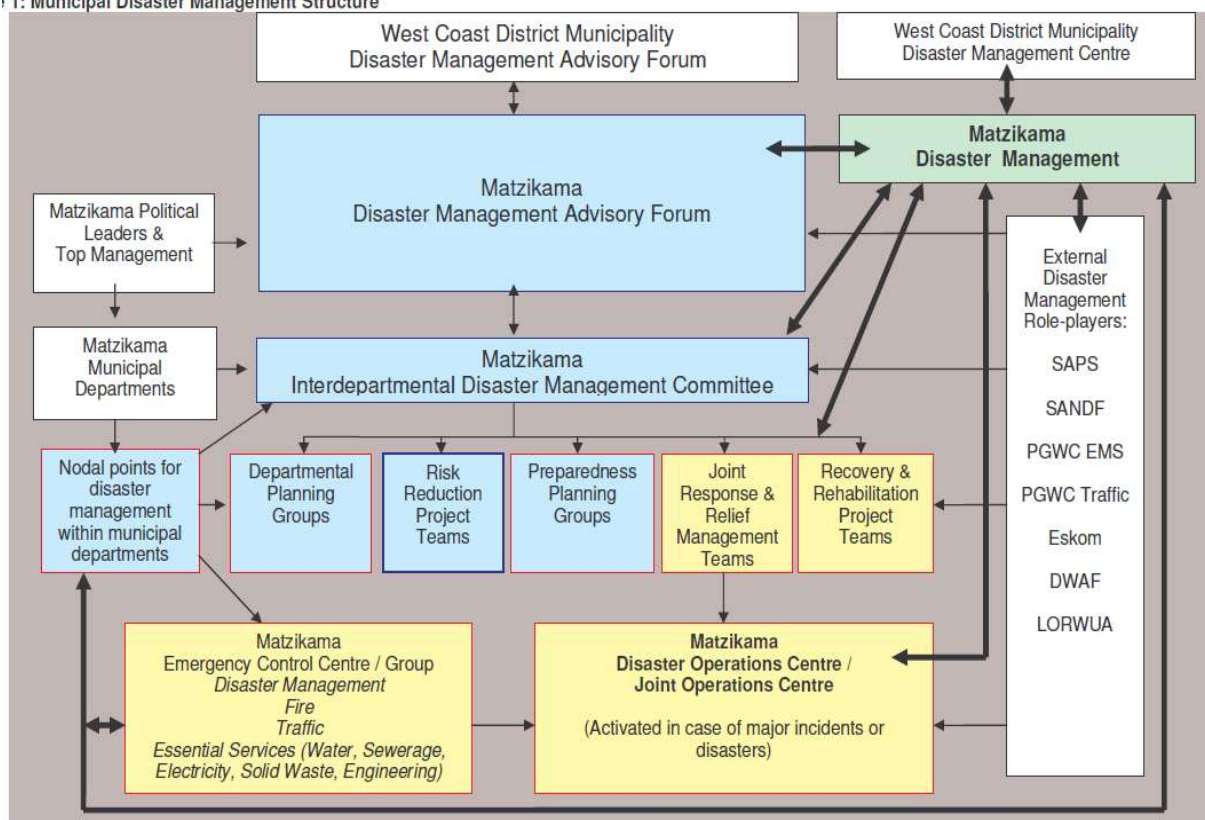 1: Municipal Disaster Management Structure
West Coast District Municipality
Disaster Management Advisory Forum
West Coast District Municipality
Disaster Management Centre
Matzikama
Disaster Management Advisory Forum
Matzikama
Disaster Management
Matzikama Political
Leaders &
Top Management
External
Disaster
Management
Role-players:
SAPS
SANDF
PGWC EMS
PGWC Traffic
Eskom
DWAF
LORWUA
Matzikama
Municipal
Departments
Matzikama
Interdepartmental Disaster Management Committee
Nodal points for
disaster
management
within municipal
departments
Departmental
Planning
Groups
Risk
Reduction
Project
Teams
Preparedness
Planning
Groups
Joint
Response &
Relief
Management
Teams
Recovery &
Rehabilitation
Project
Teams
Matzikama
Emergency Control Centre / Group
Disaster Management
Fire
Traffic
Essential Services (Water, Sewerage,
Electricity, Solid Waste, Engineering)
Matzikama
Disaster Operations Centre /
Joint Operations Centre
(Activated in case of major incidents or
disasters)